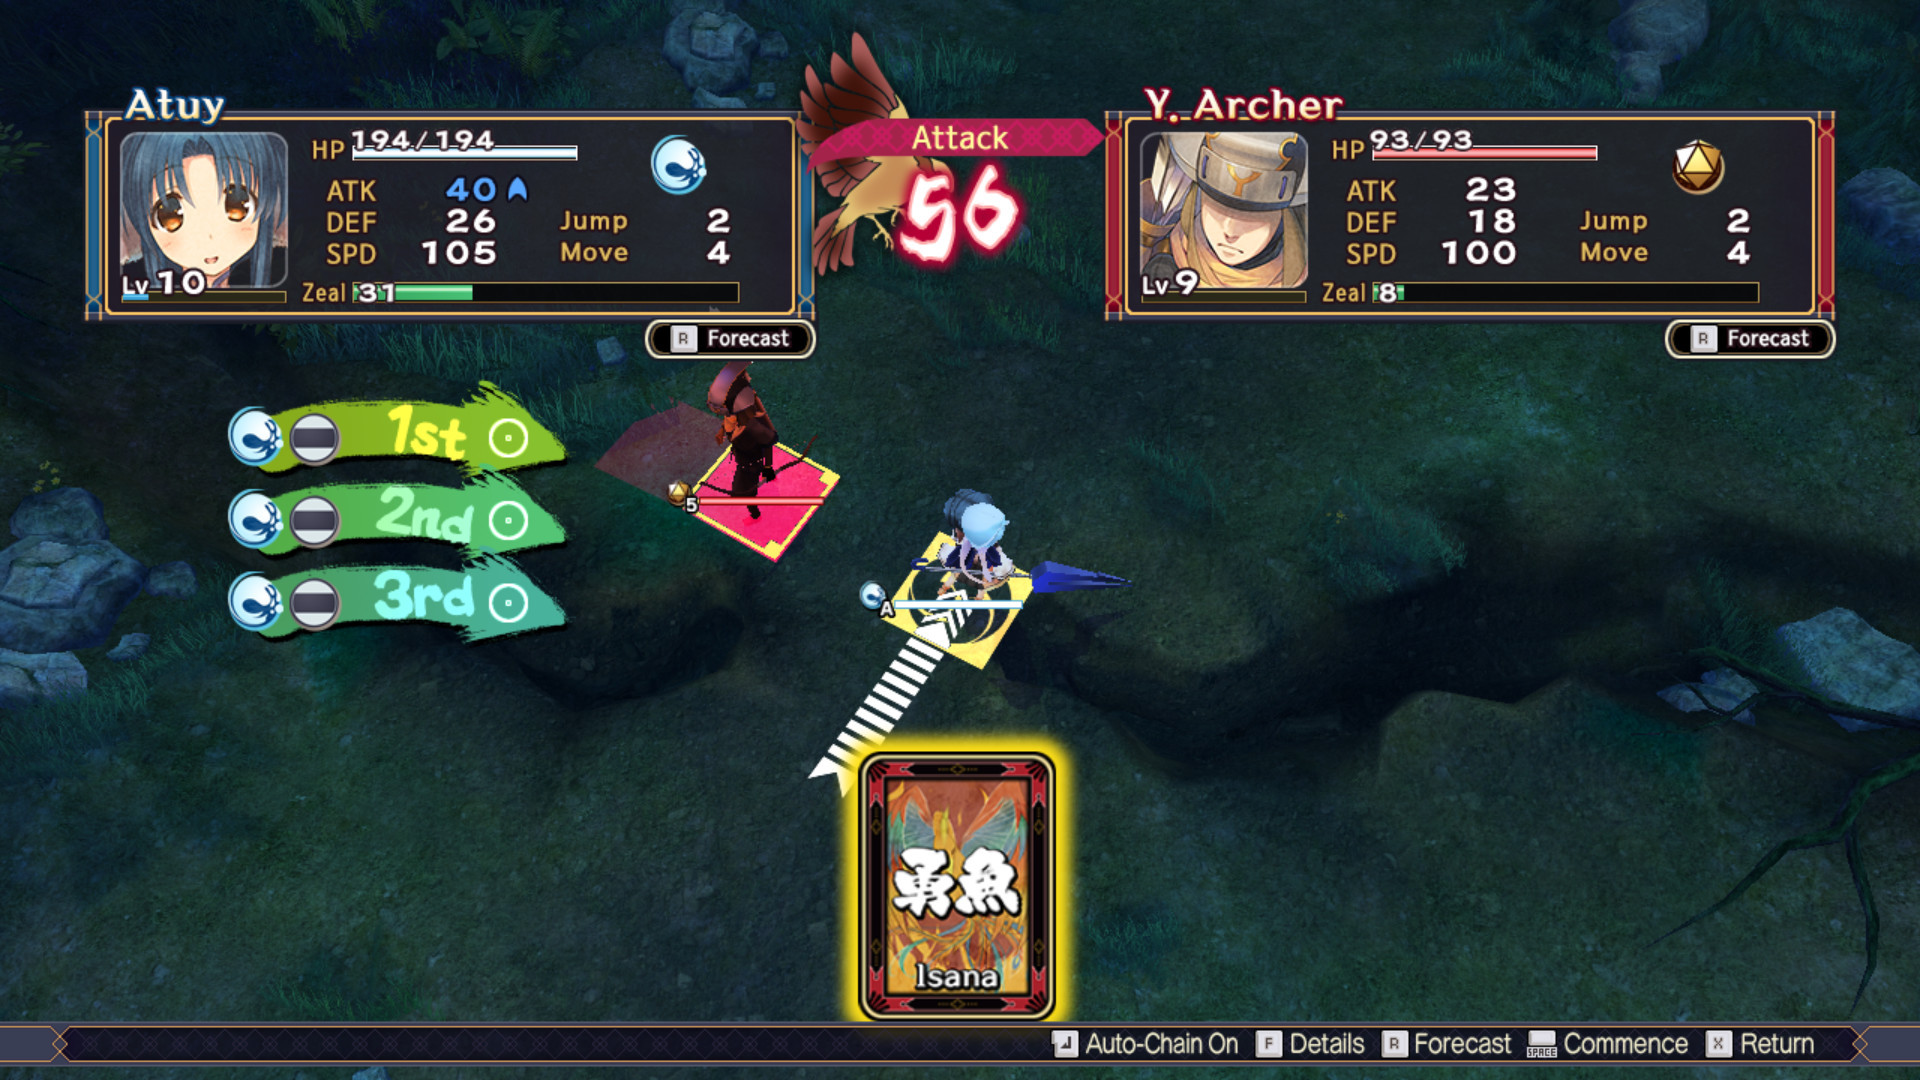 Atuy
HP 194/194
ATK 40
DEF 26 Jump 2
SPD 105 Move 4
Lv 10 Zeal 31
R Forecast
Attack
56
Y. Archer
HP 93/93
ATK 23
DEF 18 Jump 2
SPD 100 Move 4
Lv 9 Zeal 8
R Forecast
1st
2nd
3rd
5
A
勇魚
Isana
Auto-Chain On F Details R Forecast SPACE Commence X Return